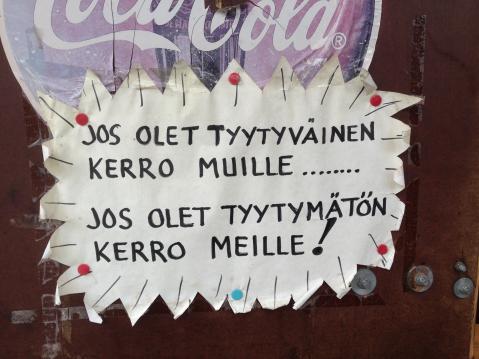 Coca-Cola®
JOS OLET TYYTYVÄINEN
KERRO MUILLE ........
JOS OLET TYYTYMÄTÖN
KERRO MEILLE!